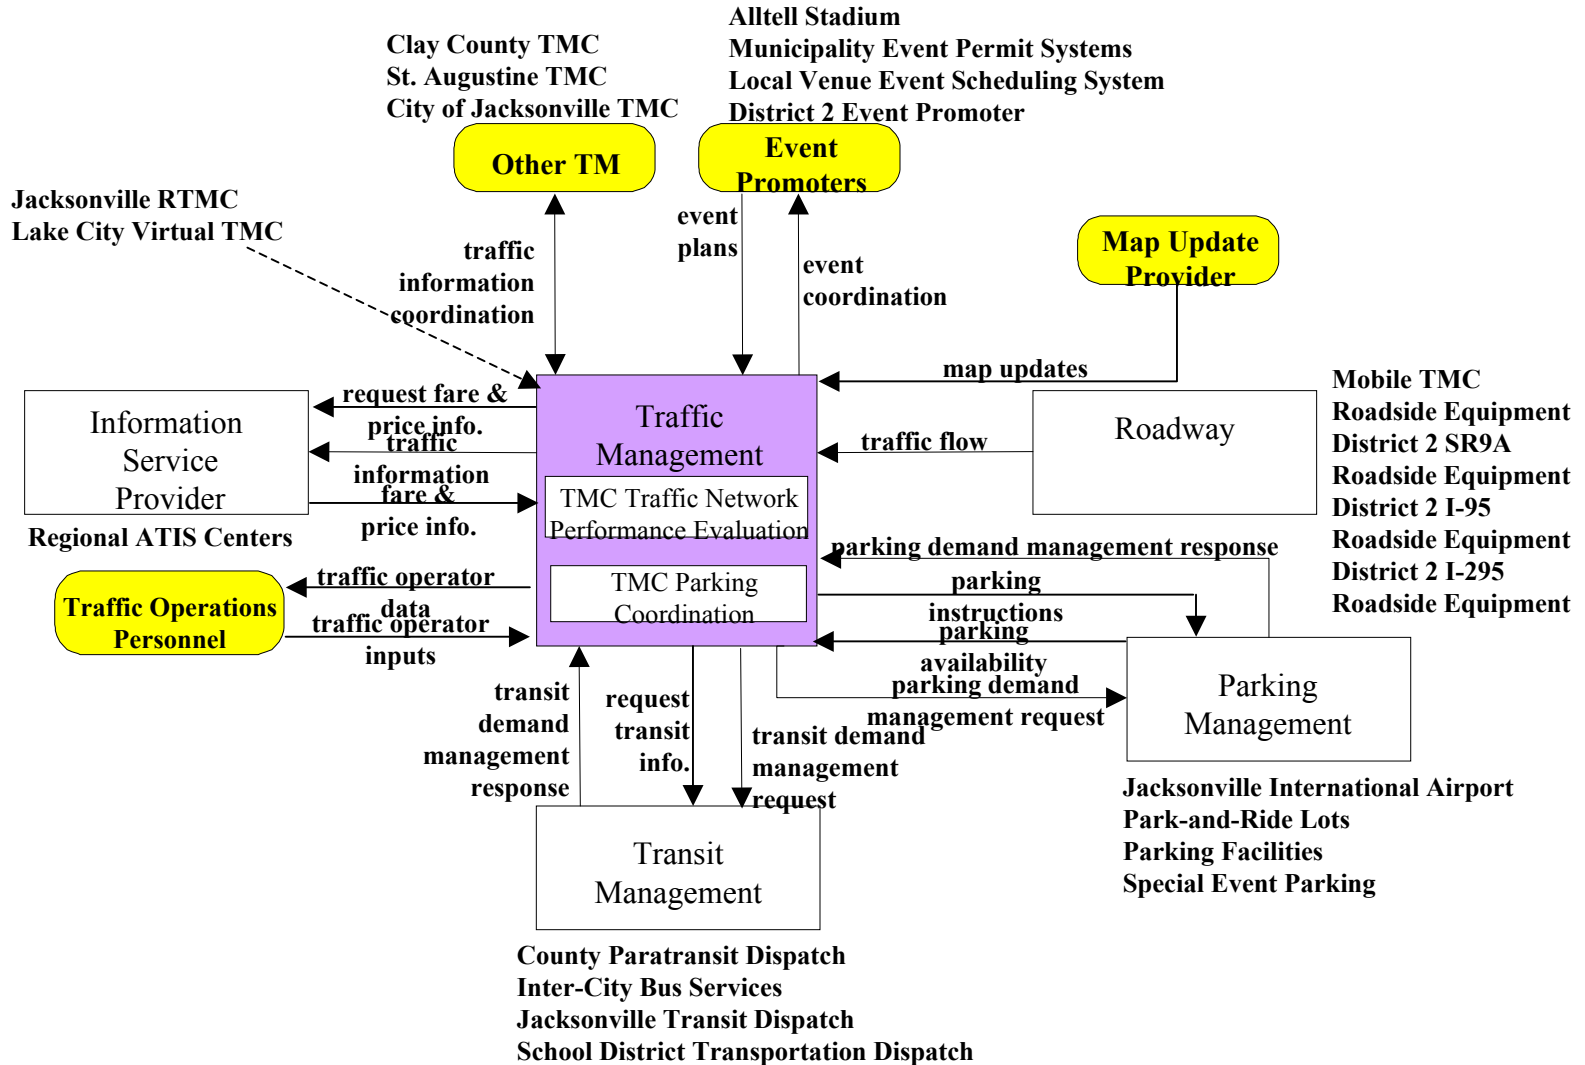 Alltell Stadium
Municipality Event Permit Systems
Local Venue Event Scheduling System
District 2 Event Promoter
Clay County TMC
St. Augustine TMC
City of Jacksonville TMC
Other TM
Event
Promoters
Jacksonville RTMC
Lake City Virtual TMC
traffic
information
coordination
event
plans
event
coordination
Map Update
Provider
map updates
request fare &
price info.
traffic
information
fare &
price info.
Information
Service
Provider
Regional ATIS Centers
Traffic
Management
TMC Traffic Network
Performance Evaluation
TMC Parking
Coordination
traffic flow
Roadway
Mobile TMC
Roadside Equipment
District 2 SR9A
Roadside Equipment
District 2 I-95
Roadside Equipment
District 2 I-295
Roadside Equipment
parking demand management response
parking
instructions
parking
availability
parking demand
management request
Traffic Operations
Personnel
traffic operator
data
traffic operator
inputs
transit
demand
management
response
request
transit
info.
transit demand
management
request
Parking
Management
Jacksonville International Airport
Park-and-Ride Lots
Parking Facilities
Special Event Parking
Transit
Management
County Paratransit Dispatch
Inter-City Bus Services
Jacksonville Transit Dispatch
School District Transportation Dispatch